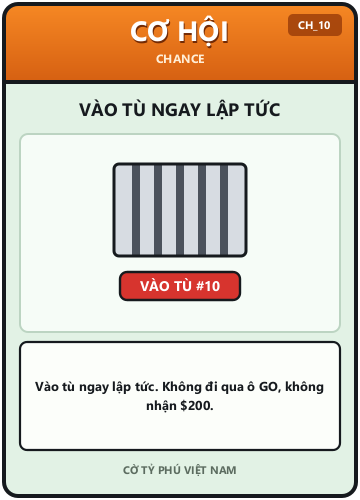 CƠ HỘI
CH_10
CHANCE
VÀO TÙ NGAY LẬP TỨC
VÀO TÙ #10
Vào tù ngay lập tức. Không đi qua ô GO, không
nhận $200.
CỜ TỶ PHÚ VIỆT NAM